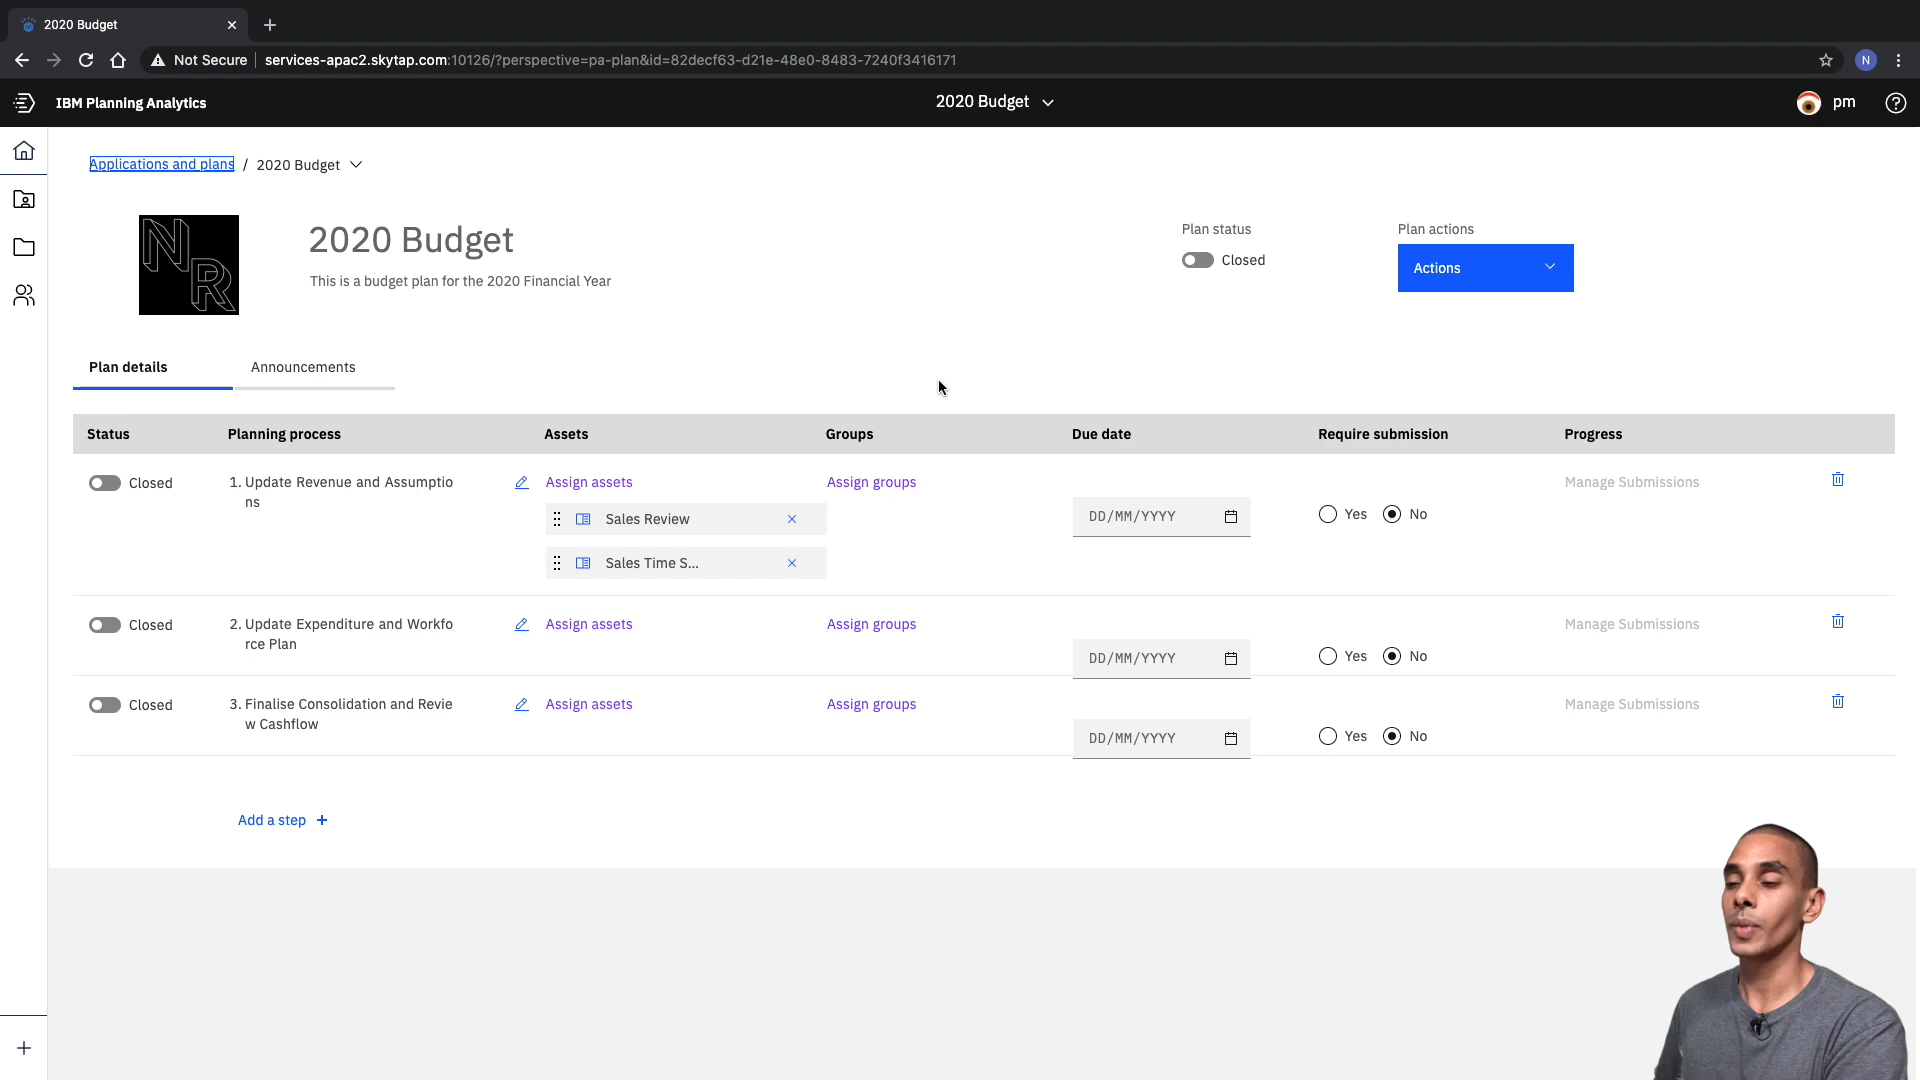 2020 Budget
Not Secure services-apac2.skytap.com:10126/?perspective=pa-plan&id=82decf63-d21e-48e0-8483-7240f3416171
N
IBM Planning Analytics
2020 Budget
pm
Applications and plans / 2020 Budget
NR
2020 Budget
This is a budget plan for the 2020 Financial Year
Plan status
Closed
Plan actions
Actions
Plan details
Announcements
Status Planning process Assets Groups Due date Require submission Progress
Closed
1. Update Revenue and Assumptio
ns
Assign assets
Sales Review
Sales Time S...
Assign groups
DD/MM/YYYY
Yes No
Manage Submissions
Closed
2. Update Expenditure and Workfo
rce Plan
Assign assets
Assign groups
DD/MM/YYYY
Yes No
Manage Submissions
Closed
3. Finalise Consolidation and Revie
w Cashflow
Assign assets
Assign groups
DD/MM/YYYY
Yes No
Manage Submissions
Add a step +